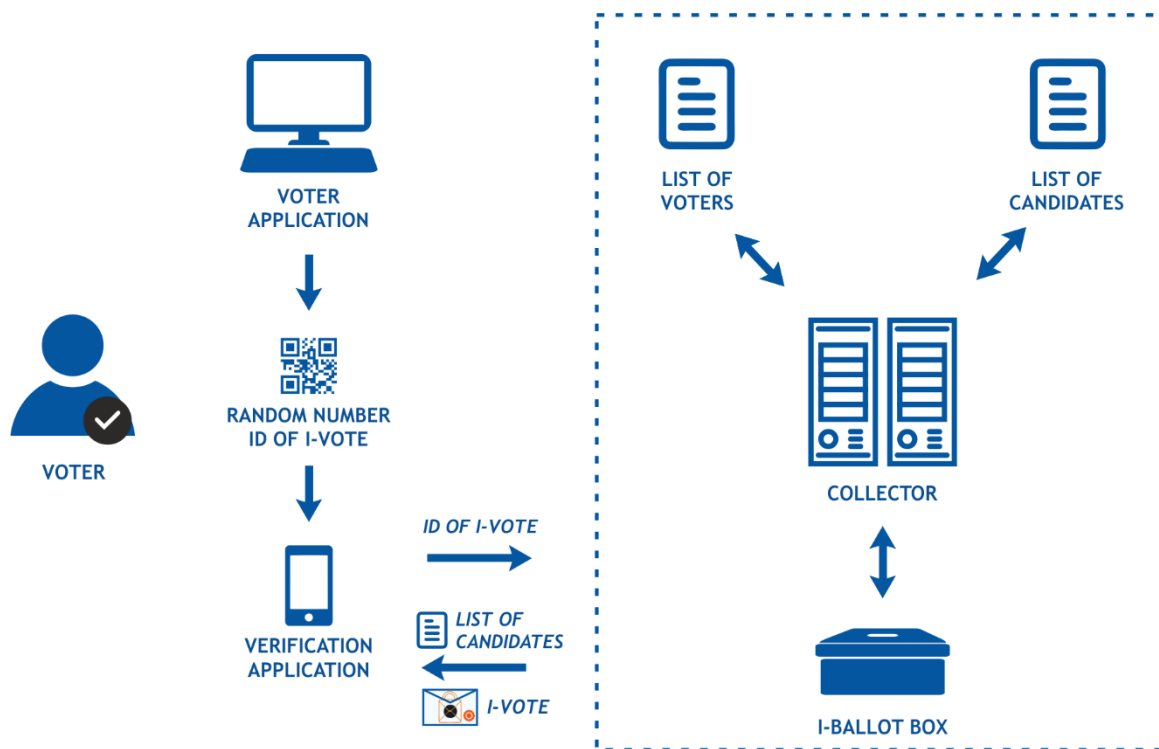 VOTER
APPLICATION
RANDOM NUMBER
ID OF I-VOTE
VOTER
VERIFICATION
APPLICATION
ID OF I-VOTE
LIST OF
CANDIDATES
I-VOTE
LIST OF
VOTERS
LIST OF
CANDIDATES
COLLECTOR
I-BALLOT BOX